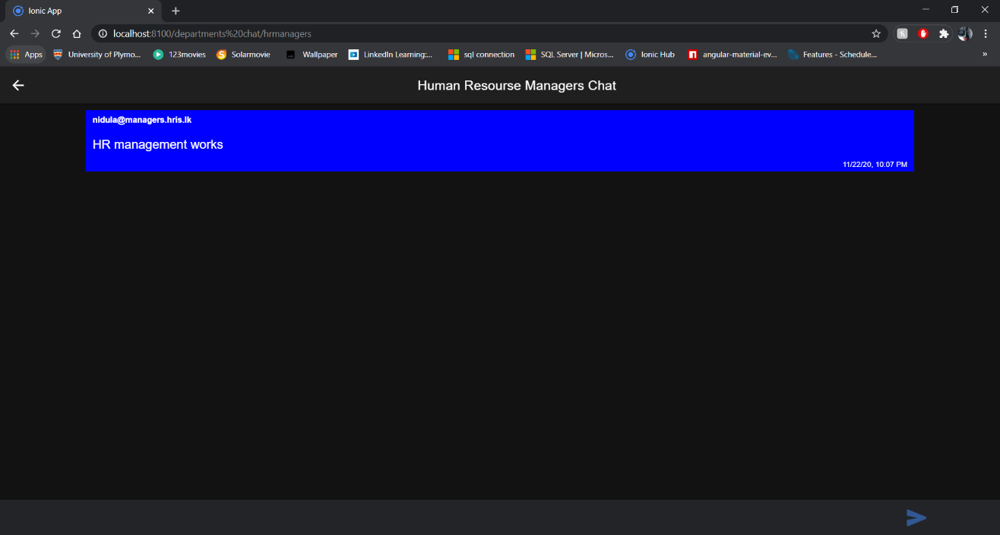 Ionic App
localhost:8100/departments%20chat/hrmanagers
Apps University of Plymo... 123movies Solarmovie Wallpaper LinkedIn Learning:... sql connection SQL Server | Micros... Ionic Hub angular-material-ev... Features - Schedule... »
Human Resourse Managers Chat
nidula@managers.hris.lk
HR management works
11/22/20, 10:07 PM